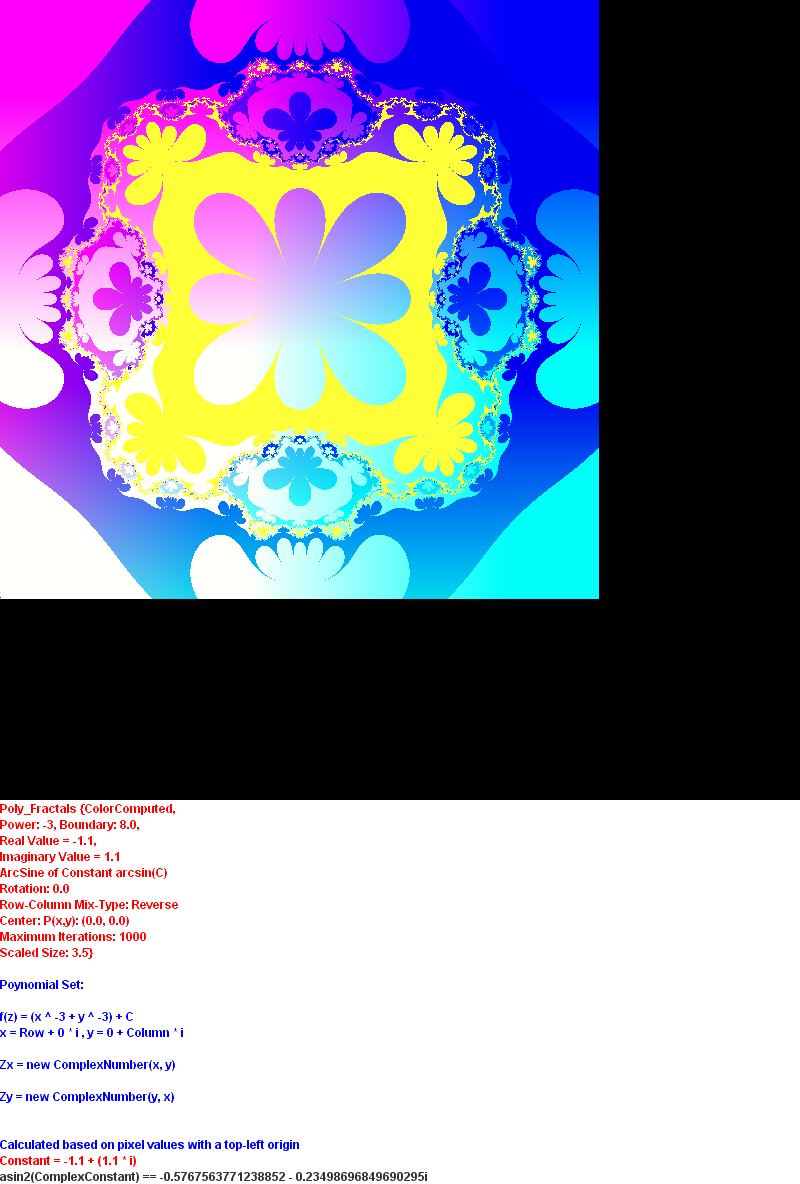 Poly_Fractals {ColorComputed,
Power: -3, Boundary: 8.0,
Real Value = -1.1,
Imaginary Value = 1.1
ArcSine of Constant arcsin(C)
Rotation: 0.0
Row-Column Mix-Type: Reverse
Center: P(x,y): (0.0, 0.0)
Maximum Iterations: 1000
Scaled Size: 3.5}
Poynomial Set:
f(z) = (x ^ -3 + y ^ -3) + C
x = Row + 0 * i , y = 0 + Column * i
Zx = new ComplexNumber(x, y)
Zy = new ComplexNumber(y, x)
Calculated based on pixel values with a top-left origin
Constant = -1.1 + (1.1 * i)
asin2(ComplexConstant) == -0.5767563771238852 - 0.23498696849690295i